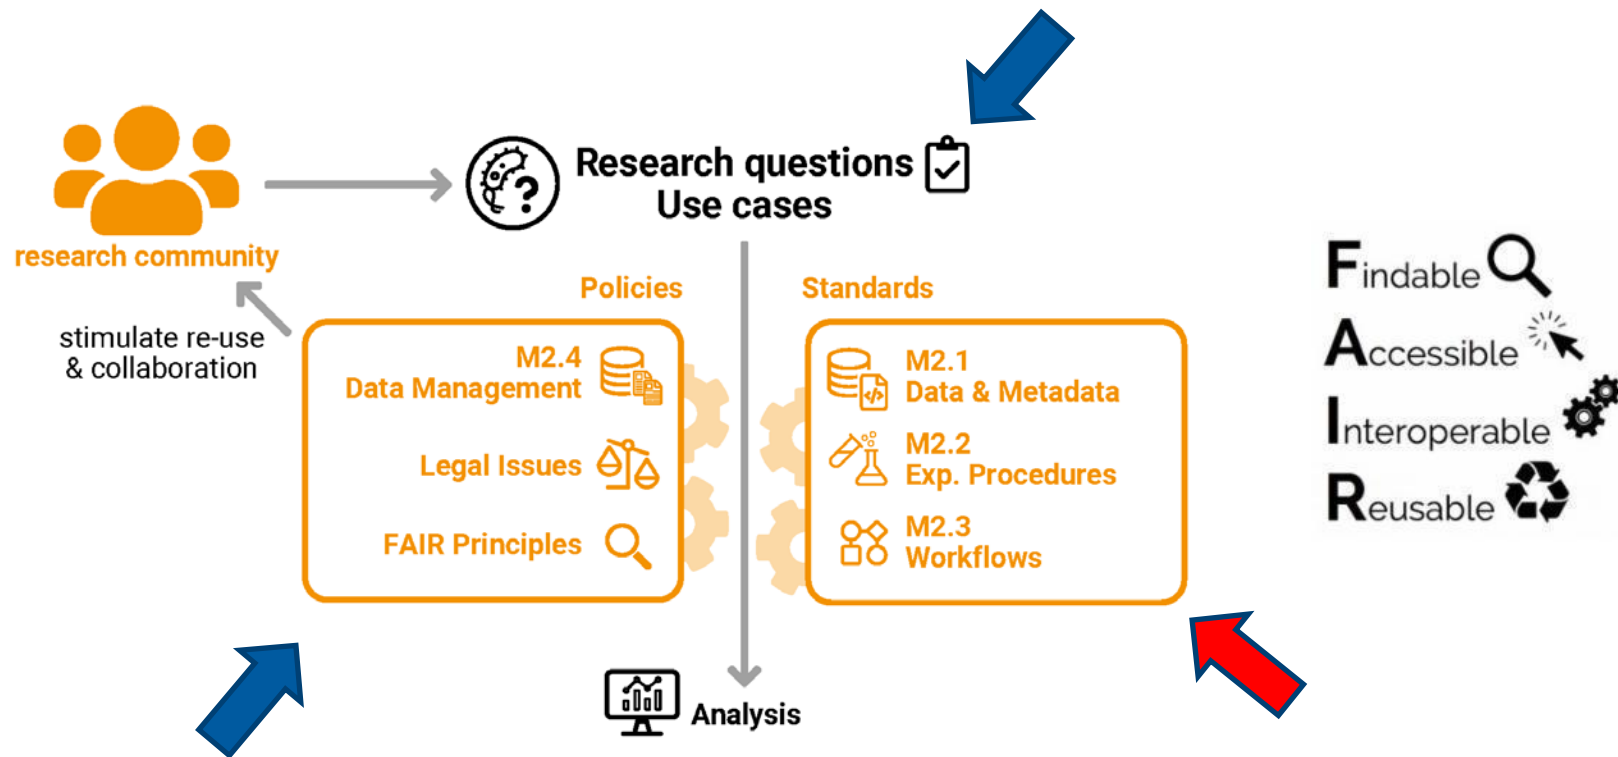 Research questions
Use cases
research community
stimulate re-use
& collaboration
Policies
M2.4
Data Management
Legal Issues
FAIR Principles
Standards
M2.1
Data & Metadata
M2.2
Exp. Procedures
M2.3
Workflows
Analysis
Findable
Accessible
Interoperable
Reusable